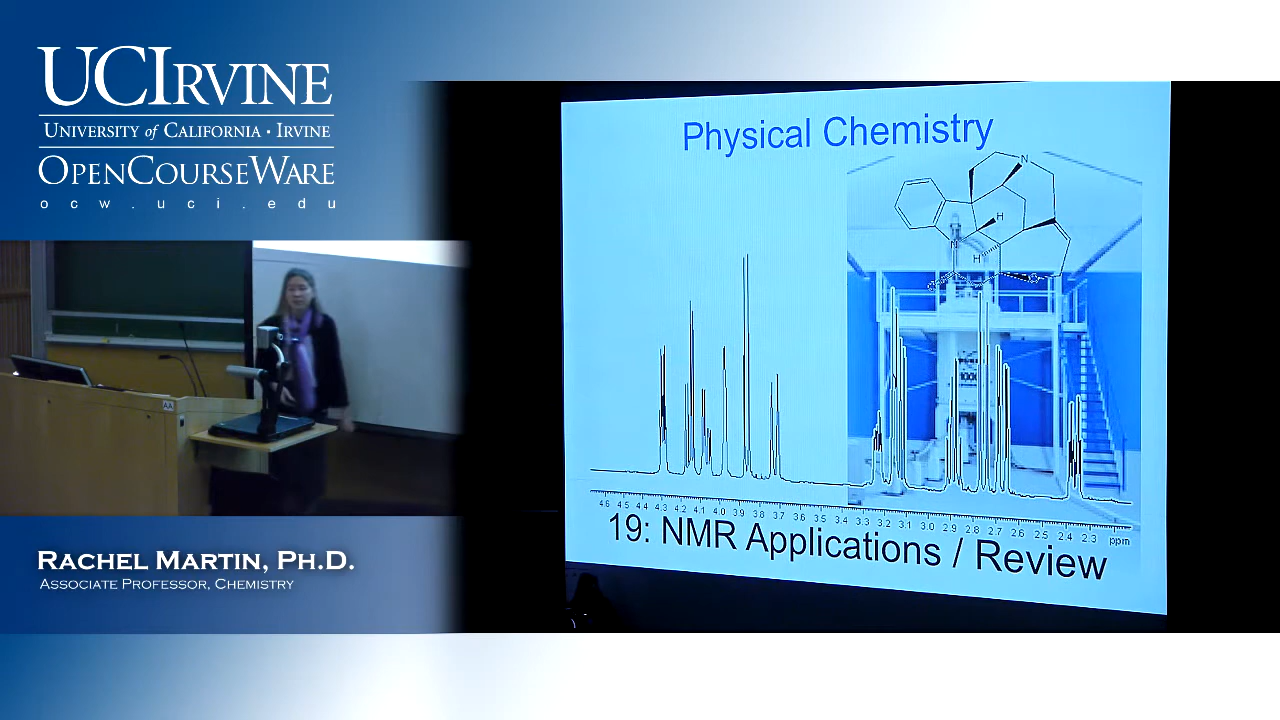 UCIRVINE
UNIVERSITY of CALIFORNIA · IRVINE
OPENCOURSEWARE
ocw.uci.edu
Physical Chemistry
N
H
N
H
4.6 4.5 4.4 4.3 4.2 4.1 4.0 3.9 3.8 3.7 3.6 3.5 3.4 3.3 3.2 3.1 3.0 2.9 2.8 2.7 2.6 2.5 2.4 2.3 ppm
19: NMR Applications / Review
AA
RACHEL MARTIN, PH.D.
ASSOCIATE PROFESSOR, CHEMISTRY